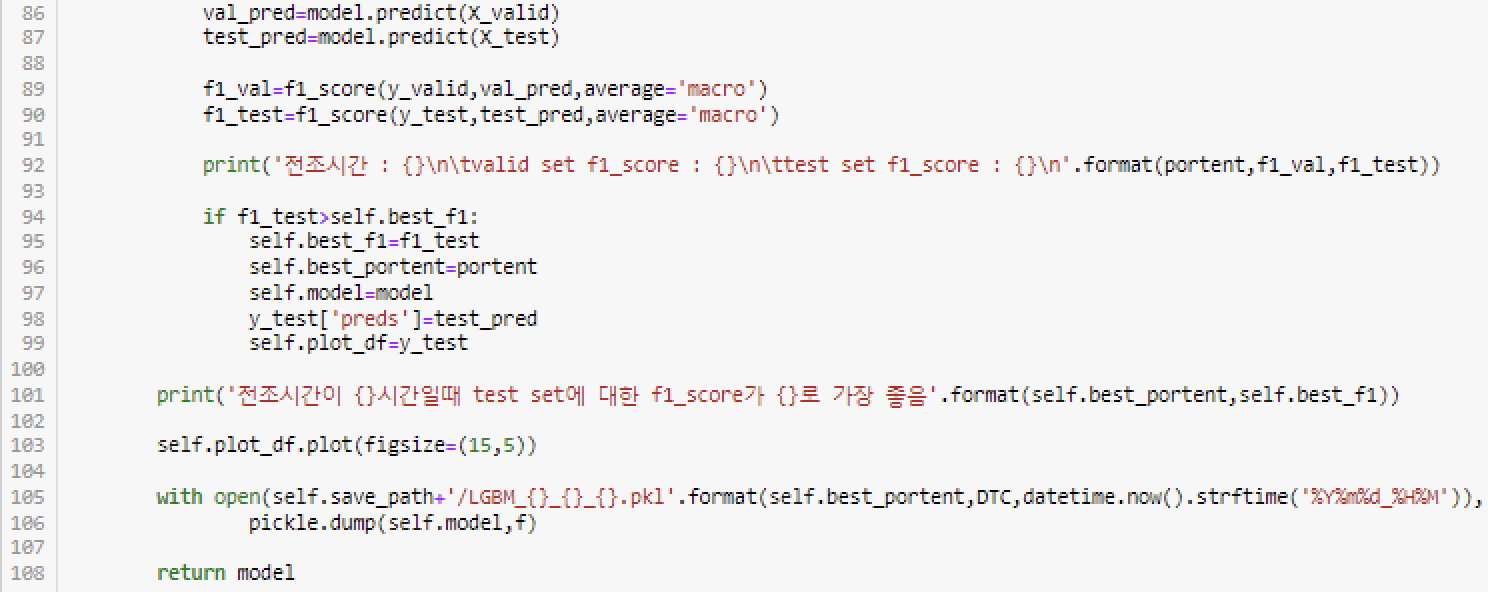 86 val_pred=model.predict(X_valid)
87 test_pred=model.predict(X_test)
88
89 f1_val=f1_score(y_valid,val_pred,average='macro')
90 f1_test=f1_score(y_test,test_pred,average='macro')
91
92 print('전조시간 : {}\n\tvalid set f1_score : {}\n\ttest set f1_score : {}\n'.format(portent,f1_val,f1_test))
93
94 if f1_test>self.best_f1:
95 self.best_f1=f1_test
96 self.best_portent=portent
97 self.model=model
98 y_test['preds']=test_pred
99 self.plot_df=y_test
100
101 print('전조시간이 {}시간일때 test set에 대한 f1_score가 {}로 가장 좋음'.format(self.best_portent,self.best_f1))
102
103 self.plot_df.plot(figsize=(15,5))
104
105 with open(self.save_path+'/LGBM_{}_{}_{}.pkl'.format(self.best_portent,DTC,datetime.now().strftime('%Y%m%d_%H%M')),
106 pickle.dump(self.model,f)
107
108 return model